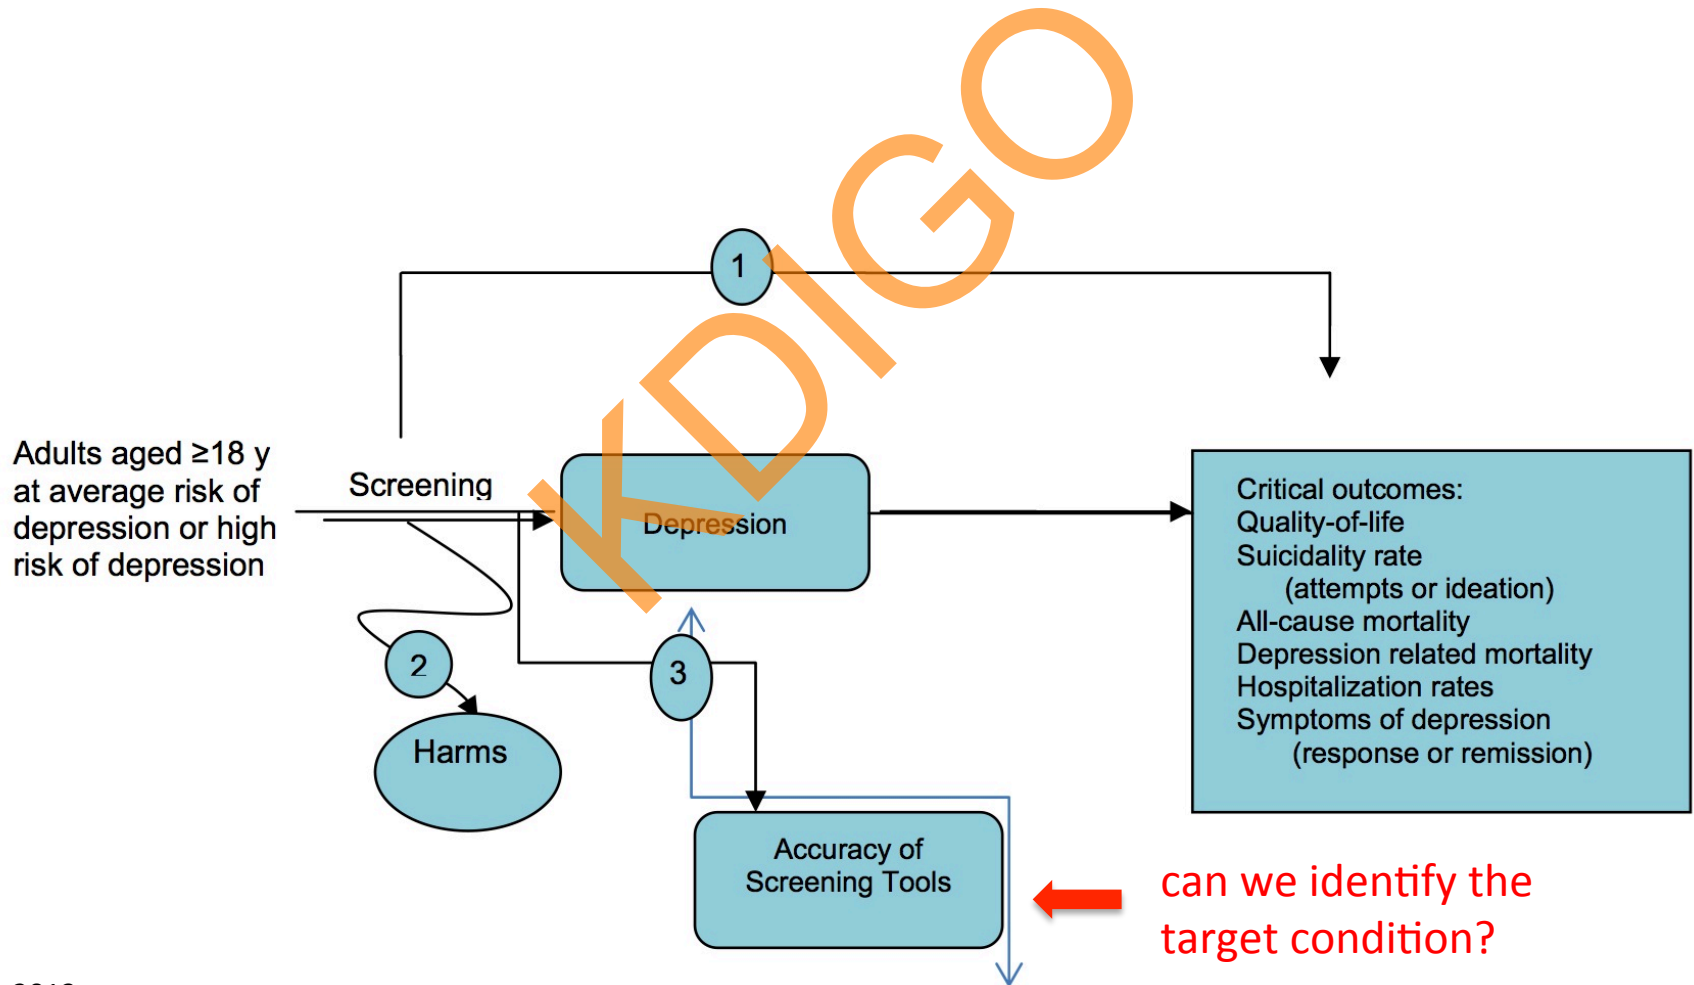 KDIGO
1
Adults aged ≥18 y
at average risk of
depression or high
risk of depression
Screening
Depression
Critical outcomes:
Quality-of-life
Suicidality rate
(attempts or ideation)
All-cause mortality
Depression related mortality
Hospitalization rates
Symptoms of depression
(response or remission)
2
3
Harms
Accuracy of
Screening Tools
can we identify the
target condition?